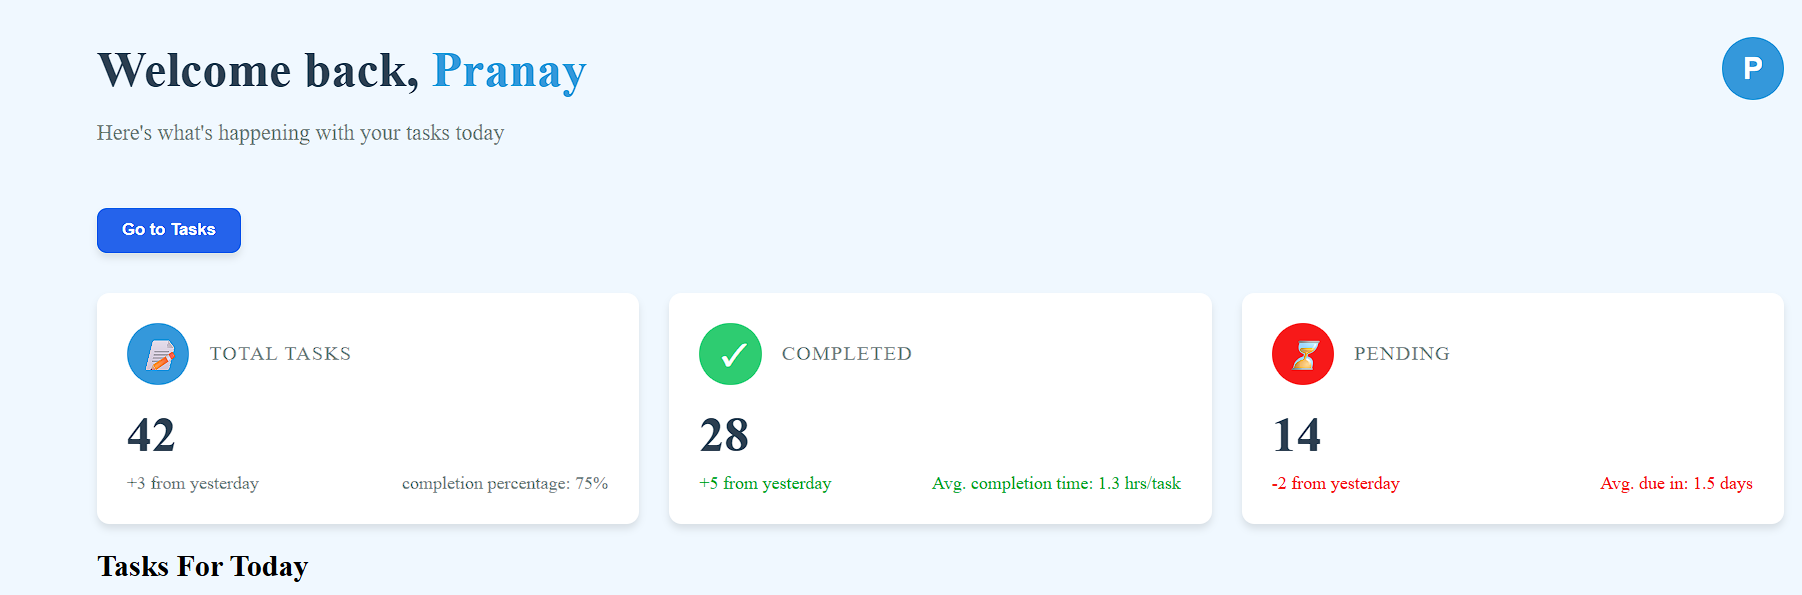 Welcome back, Pranay
P
Here's what's happening with your tasks today
Go to Tasks
TOTAL TASKS
42
+3 from yesterday
completion percentage: 75%
COMPLETED
28
+5 from yesterday
Avg. completion time: 1.3 hrs/task
PENDING
14
-2 from yesterday
Avg. due in: 1.5 days
Tasks For Today